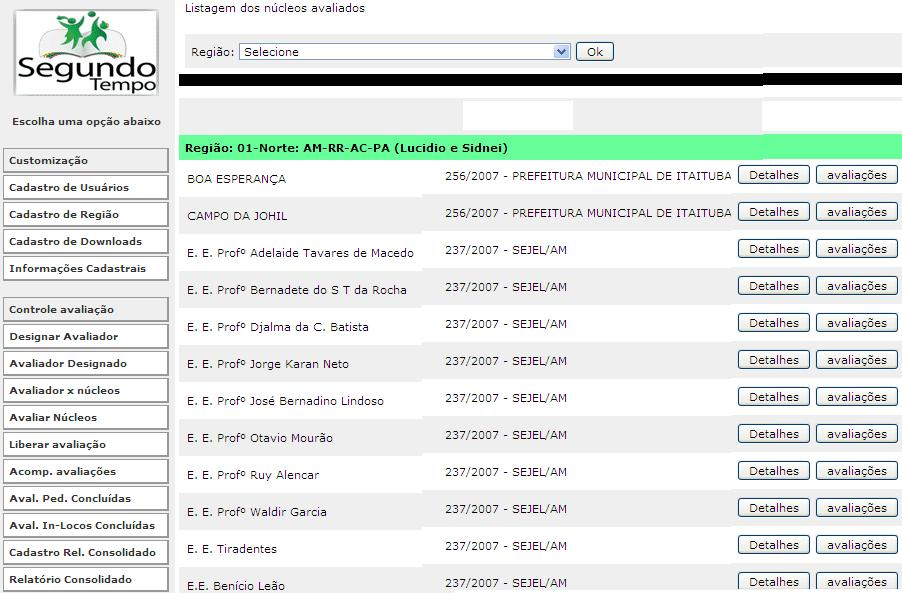 Segundo
Tempo
Escolha uma opção abaixo
Customização
Cadastro de Usuários
Cadastro de Região
Cadastro de Downloads
Informações Cadastrais
Controle avaliação
Designar Avaliador
Avaliador Designado
Avaliador x núcleos
Avaliar Núcleos
Liberar avaliação
Acomp. avaliações
Aval. Ped. Concluídas
Aval. In-Locos Concluídas
Cadastro Rel. Consolidado
Relatório Consolidado
Listagem dos núcleos avaliados
Região: Selecione Ok
Região: 01-Norte: AM-RR-AC-PA (Lucidio e Sidnei)
BOA ESPERANÇA 256/2007 - PREFEITURA MUNICIPAL DE ITAITUBA Detalhes avaliações
CAMPO DA JOHIL 256/2007 - PREFEITURA MUNICIPAL DE ITAITUBA Detalhes avaliações
E. E. Profº Adelaide Tavares de Macedo 237/2007 - SEJEL/AM Detalhes avaliações
E. E. Profº Bernadete do S T da Rocha 237/2007 - SEJEL/AM Detalhes avaliações
E. E. Profº Djalma da C. Batista 237/2007 - SEJEL/AM Detalhes avaliações
E. E. Profº Jorge Karan Neto 237/2007 - SEJEL/AM Detalhes avaliações
E. E. Profº José Bernadino Lindoso 237/2007 - SEJEL/AM Detalhes avaliações
E. E. Profº Otavio Mourão 237/2007 - SEJEL/AM Detalhes avaliações
E. E. Profº Ruy Alencar 237/2007 - SEJEL/AM Detalhes avaliações
E. E. Profº Waldir Garcia 237/2007 - SEJEL/AM Detalhes avaliações
E. E. Tiradentes 237/2007 - SEJEL/AM Detalhes avaliações
E.E. Benício Leão 237/2007 - SEJEL/AM Detalhes avaliações